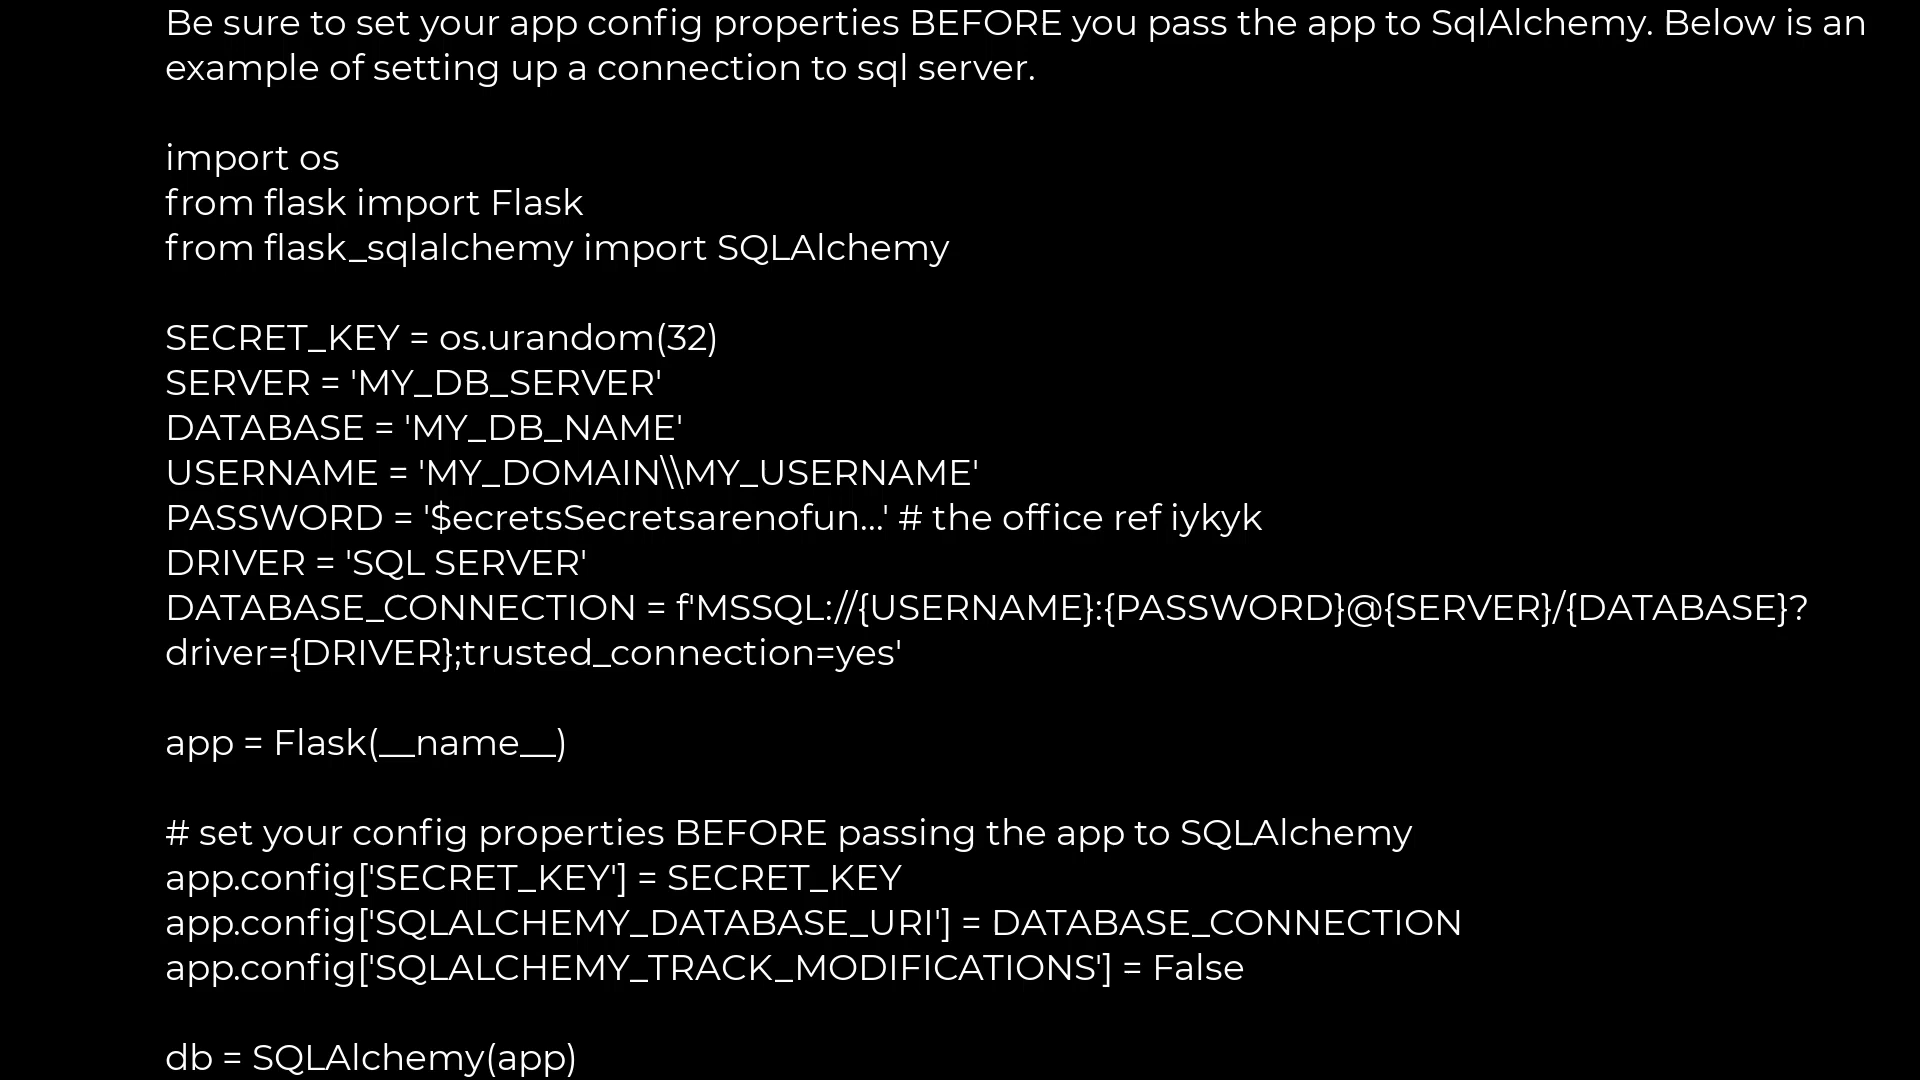 Be sure to set your app config properties BEFORE you pass the app to SqlAlchemy. Below is an
example of setting up a connection to sql server.
import os
from flask import Flask
from flask_sqlalchemy import SQLAlchemy
SECRET_KEY = os.urandom(32)
SERVER = 'MY_DB_SERVER'
DATABASE = 'MY_DB_NAME'
USERNAME = 'MY_DOMAIN\\MY_USERNAME'
PASSWORD = '$ecretsSecretsarenofun...' # the office ref iykyk
DRIVER = 'SQL SERVER'
DATABASE_CONNECTION = f'MSSQL://{USERNAME}:{PASSWORD}@{SERVER}/{DATABASE}?
driver={DRIVER};trusted_connection=yes'
app = Flask(__name__)
# set your config properties BEFORE passing the app to SQLAlchemy
app.config['SECRET_KEY'] = SECRET_KEY
app.config['SQLALCHEMY_DATABASE_URI'] = DATABASE_CONNECTION
app.config['SQLALCHEMY_TRACK_MODIFICATIONS'] = False
db = SQLAlchemy(app)